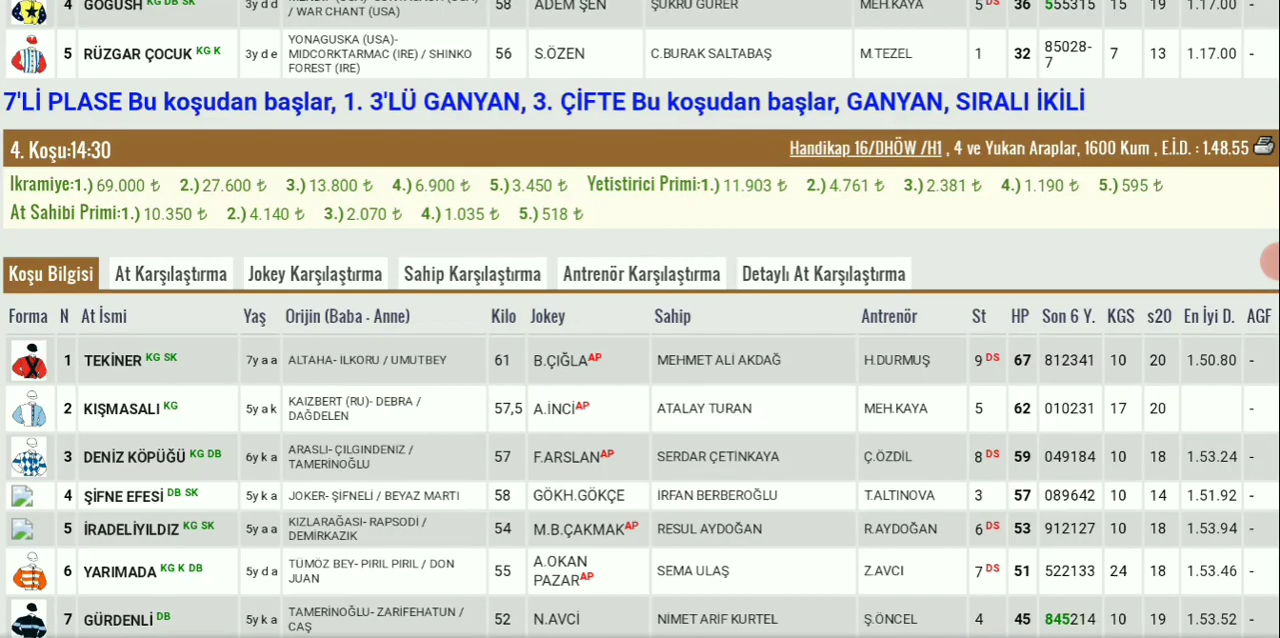 4 GÖĞÜSH KG DB SK 3y d d / WAR CHANT (USA) 58 ADEM ŞEN ŞÜKRÜ GÜRER MEH.KAYA 5 DS 36 555315 15 19 1.17.00 -
5 RÜZGAR ÇOCUK KG K 3y d e YONAGUSKA (USA)- MIDCORKTARMAC (IRE) / SHINKO FOREST (IRE) 56 S.ÖZEN C.BURAK SALTABAŞ M.TEZEL 1 32 85028-7 7 13 1.17.00 -
7'Lİ PLASE Bu koşudan başlar, 1. 3'LÜ GANYAN, 3. ÇİFTE Bu koşudan başlar, GANYAN, SIRALI İKİLİ
4. Koşu:14:30 Handikap 16/DHÖW /H1 , 4 ve Yukarı Araplar, 1600 Kum , E.İ.D. : 1.48.55
Ikramiye:1.) 69.000 ₺ 2.) 27.600 ₺ 3.) 13.800 ₺ 4.) 6.900 ₺ 5.) 3.450 ₺ Yetistirici Primi:1.) 11.903 ₺ 2.) 4.761 ₺ 3.) 2.381 ₺ 4.) 1.190 ₺ 5.) 595 ₺
At Sahibi Primi:1.) 10.350 ₺ 2.) 4.140 ₺ 3.) 2.070 ₺ 4.) 1.035 ₺ 5.) 518 ₺
Koşu Bilgisi At Karşılaştırma Jokey Karşılaştırma Sahip Karşılaştırma Antrenör Karşılaştırma Detaylı At Karşılaştırma
Forma N At İsmi Yaş Orijin (Baba - Anne) Kilo Jokey Sahip Antrenör St HP Son 6 Y. KGS s20 En İyi D. AGF
1 TEKİNER KG SK 7y a a ALTAHA- ILKORU / UMUTBEY 61 B.ÇIĞLA AP MEHMET ALİ AKDAĞ H.DURMUŞ 9 DS 67 812341 10 20 1.50.80 -
2 KIŞMASALI KG 5y a k KAIZBERT (RU)- DEBRA / DAĞDELEN 57,5 A.İNCİ AP ATALAY TURAN MEH.KAYA 5 62 010231 17 20 -
3 DENİZ KÖPÜĞÜ KG DB 6y k a ARASLI- ÇILGINDENIZ / TAMERİNOĞLU 57 F.ARSLAN AP SERDAR ÇETİNKAYA Ç.ÖZDİL 8 DS 59 049184 10 18 1.53.24 -
4 ŞİFNE EFESİ DB SK 5y k a JOKER- ŞİFNELİ / BEYAZ MARTI 58 GÖKH.GÖKÇE İRFAN BERBEROĞLU T.ALTINOVA 3 57 089642 10 14 1.51.92 -
5 İRADELİYILDIZ KG SK 5y a a KIZLARAĞASI- RAPSODİ / DEMİRKAZIK 54 M.B.ÇAKMAK AP RESUL AYDOĞAN R.AYDOĞAN 6 DS 53 912127 10 18 1.53.94 -
6 YARIMADA KG K DB 5y d a TÜMÖZ BEY- PIRIL PIRIL / DON JUAN 55 A.OKAN PAZAR AP SEMA ULAŞ Z.AVCI 7 DS 51 522133 24 18 1.53.46 -
7 GÜRDENLİ DB 5y k a TAMERİNOĞLU- ZARİFEHATUN / CAŞ 52 N.AVCİ NİMET ARİF KURTEL Ş.ÖNCEL 4 45 845214 10 19 1.53.52 -